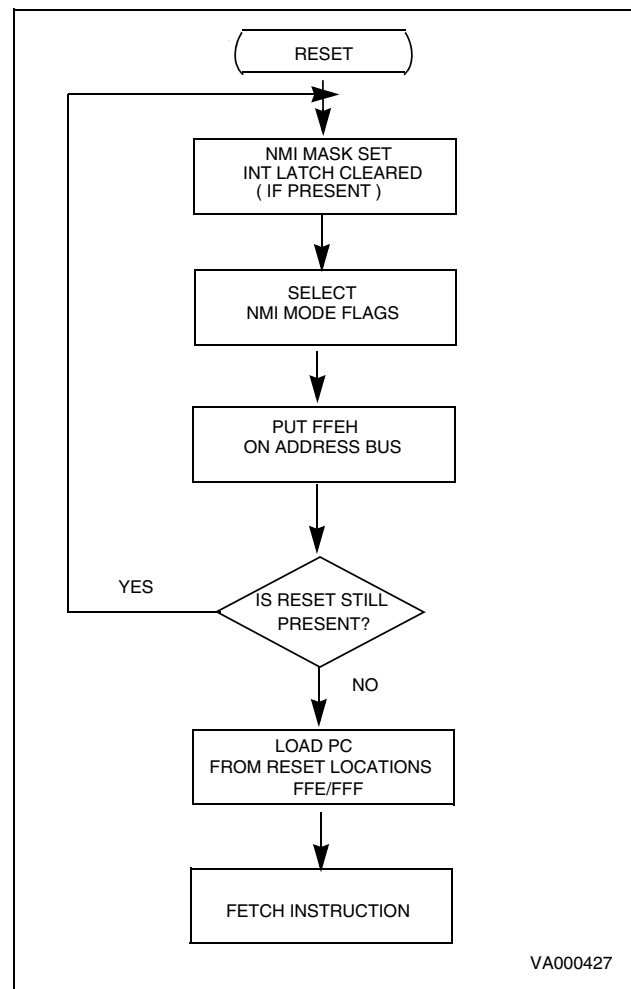 RESET
NMI MASK SET
INT LATCH CLEARED
( IF PRESENT )
SELECT
NMI MODE FLAGS
PUT FFEH
ON ADDRESS BUS
YES
IS RESET STILL
PRESENT?
NO
LOAD PC
FROM RESET LOCATIONS
FFE/FFF
FETCH INSTRUCTION
VA000427